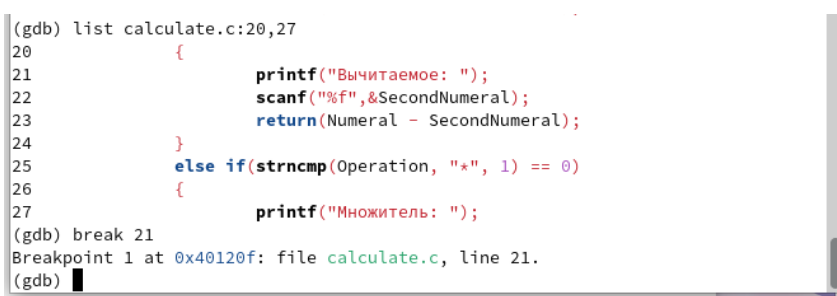 (gdb) list calculate.c:20,27
20 {
21 printf("Вычитаемое: ");
22 scanf("%f",&SecondNumeral);
23 return(Numeral - SecondNumeral);
24 }
25 else if(strncmp(Operation, "*", 1) == 0)
26 {
27 printf("Множитель: ");
(gdb) break 21
Breakpoint 1 at 0x40120f: file calculate.c, line 21.
(gdb)